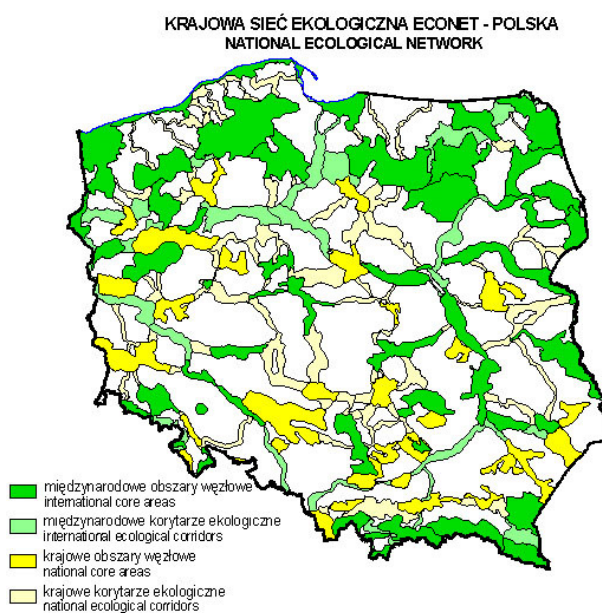 KRAJOWA SIEĆ EKOLOGICZNA ECONET - POLSKA
NATIONAL ECOLOGICAL NETWORK
międzynarodowe obszary węzłowe
international core areas
międzynarodowe korytarze ekologiczne
international ecological corridors
krajowe obszary węzłowe
national core areas
krajowe korytarze ekologiczne
national ecological corridors